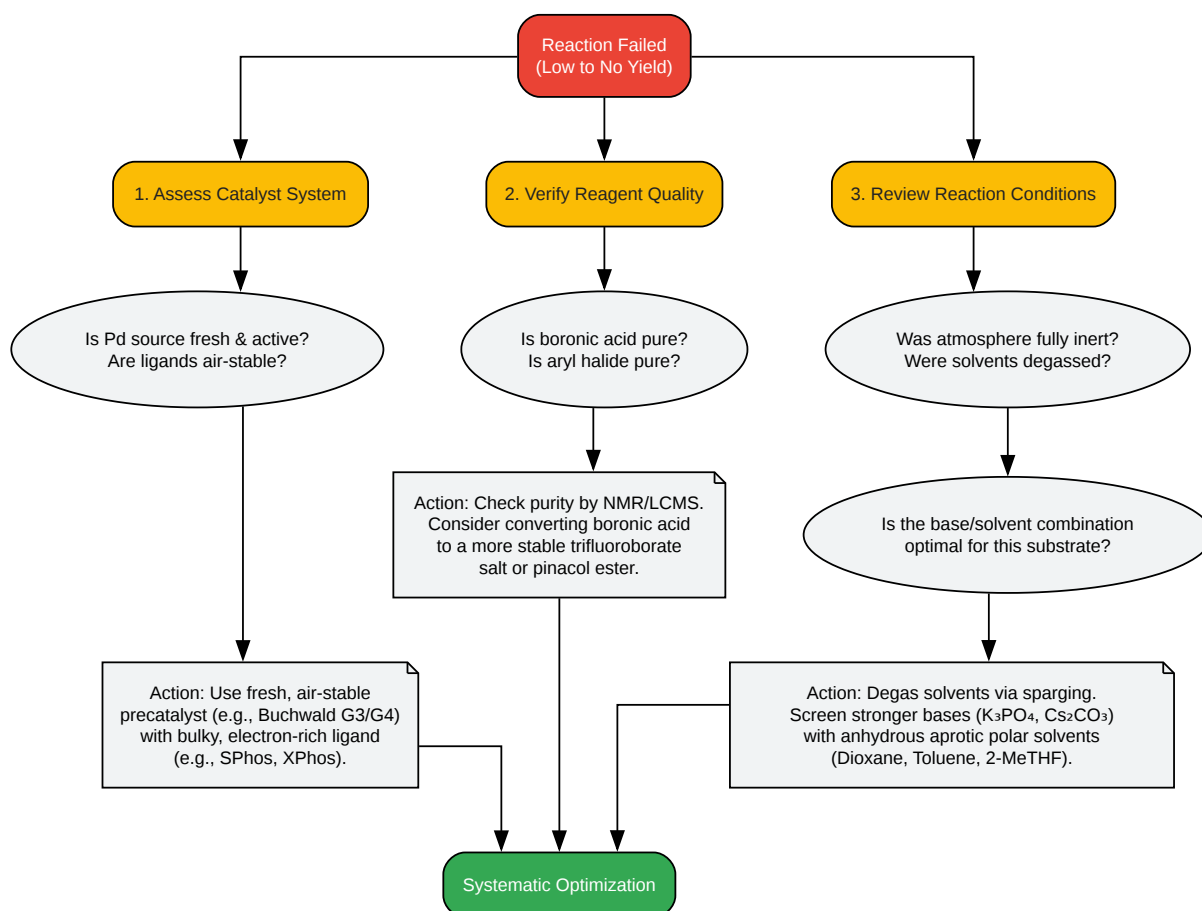 Reaction Failed
(Low to No Yield)
1. Assess Catalyst System
2. Verify Reagent Quality
3. Review Reaction Conditions
Is Pd source fresh & active?
Are ligands air-stable?
Is boronic acid pure?
Is aryl halide pure?
Was atmosphere fully inert?
Were solvents degassed?
Action: Check purity by NMR/LCMS.
Consider converting boronic acid
to a more stable trifluoroborate
salt or pinacol ester.
Is the base/solvent combination
optimal for this substrate?
Action: Use fresh, air-stable
precatalyst (e.g., Buchwald G3/G4)
with bulky, electron-rich ligand
(e.g., SPhos, XPhos).
Action: Degas solvents via sparging.
Screen stronger bases (K₃PO₄, Cs₂CO₃)
with anhydrous aprotic polar solvents
(Dioxane, Toluene, 2-MeTHF).
Systematic Optimization